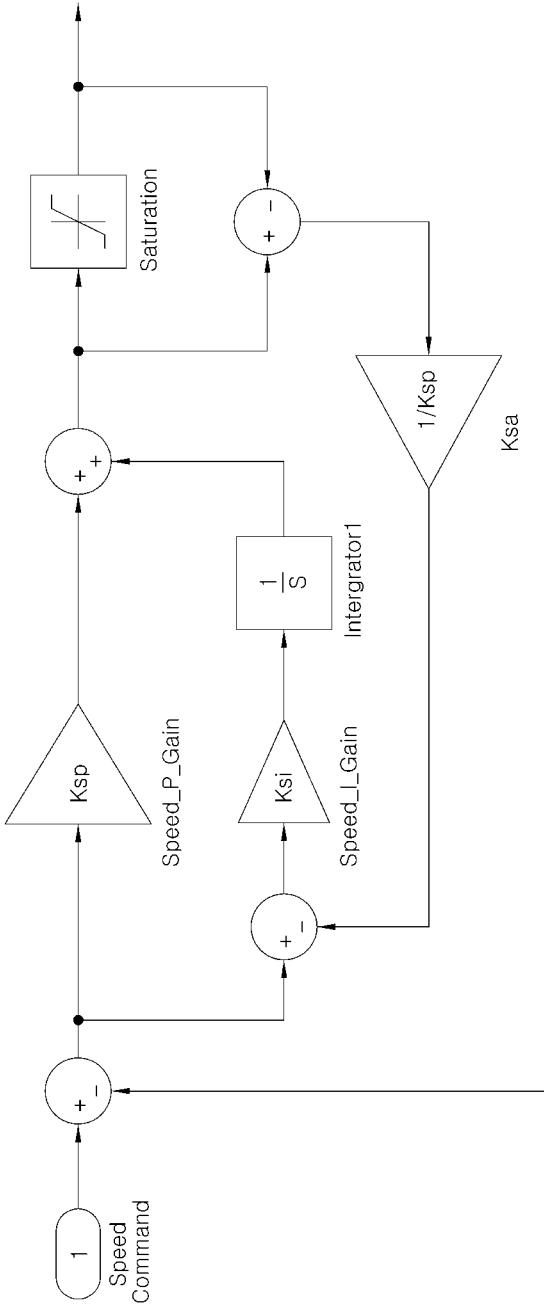 1
Speed
Command
+
−
Ksp
Speed_P_Gain
+
−
Ksi
Speed_I_Gain
1
S
Intergrator1
+
+
Saturation
+
−
1/Ksp
Ksa